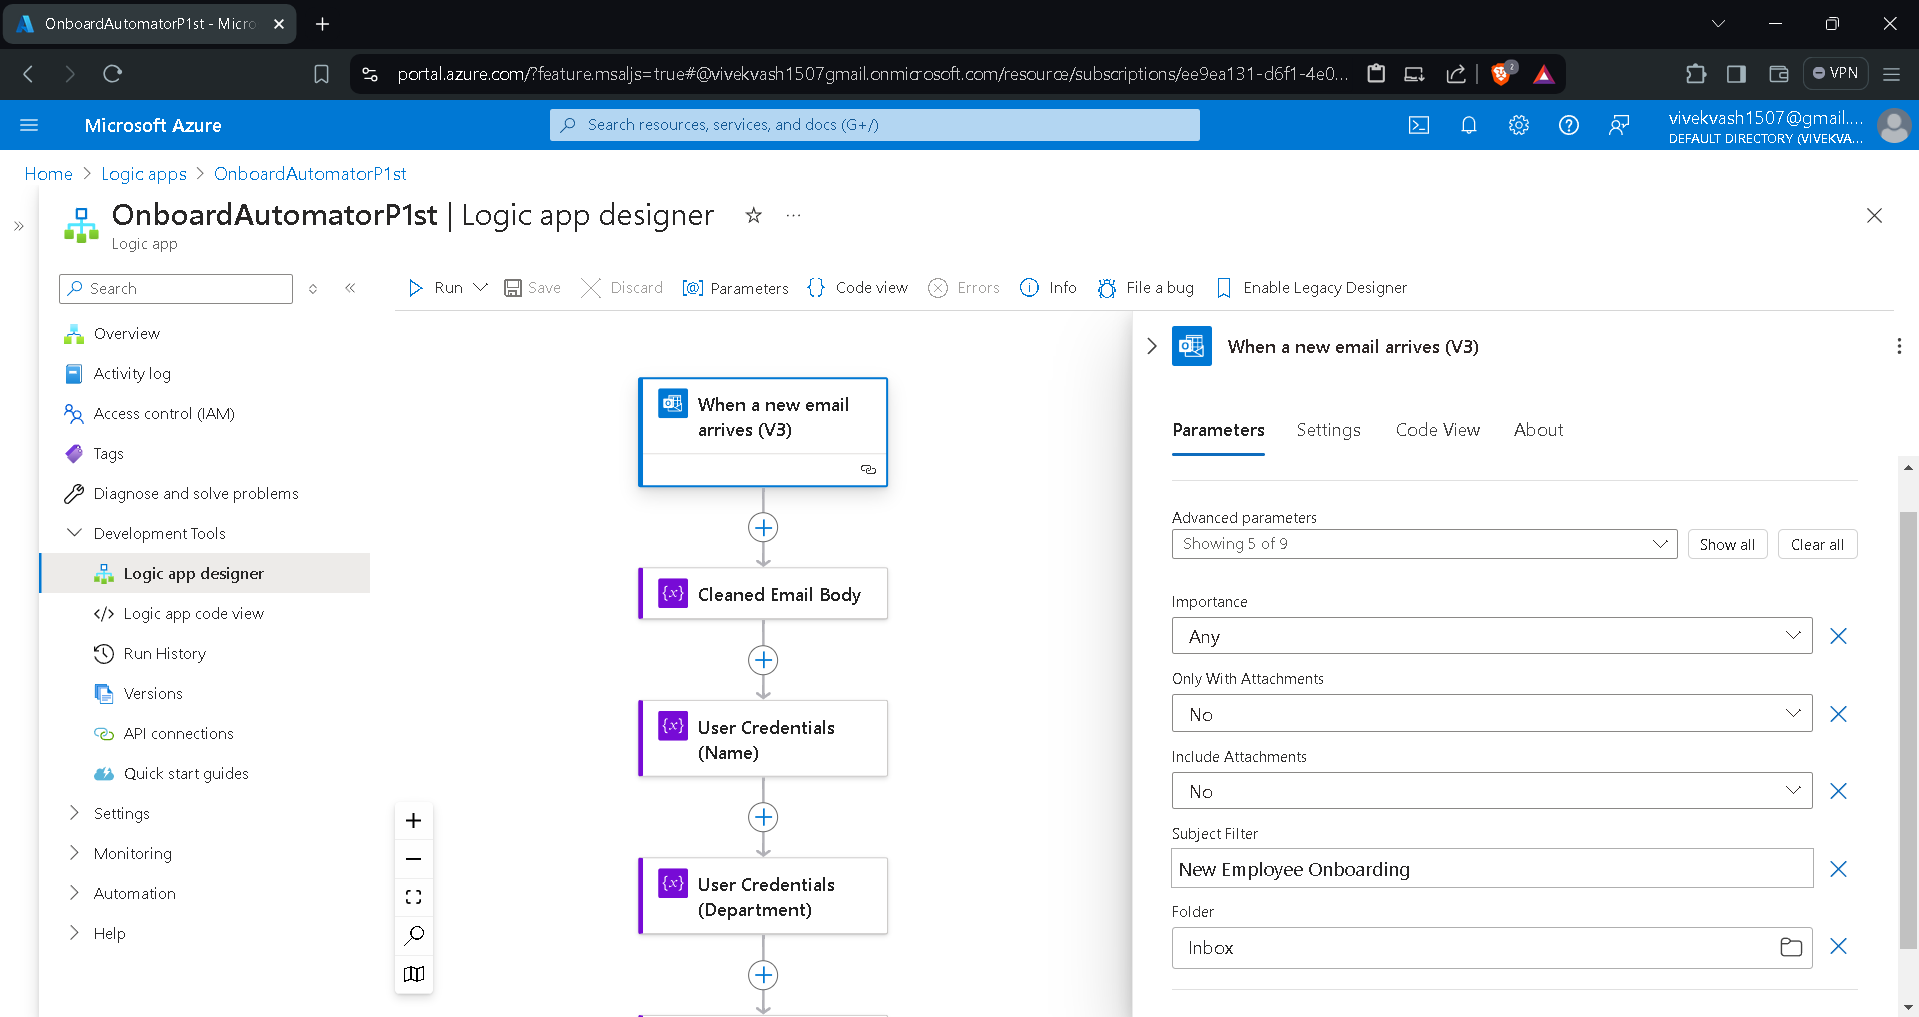 OnboardAutomatorP1st - Micro
portal.azure.com/?feature.msaljs=true#@vivekvash1507gmail.onmicrosoft.com/resource/subscriptions/ee9ea131-d6f1-4e0...
2
VPN
Microsoft Azure
Search resources, services, and docs (G+/)
vivekvash1507@gmail....
DEFAULT DIRECTORY (VIVEKVA...
Home > Logic apps > OnboardAutomatorP1st
OnboardAutomatorP1st | Logic app designer
Logic app
Search
Run
Save
Discard
Parameters
Code view
Errors
Info
File a bug
Enable Legacy Designer
Overview
Activity log
Access control (IAM)
Tags
Diagnose and solve problems
Development Tools
Logic app designer
Logic app code view
Run History
Versions
API connections
Quick start guides
Settings
Monitoring
Automation
Help
When a new email
arrives (V3)
{x} Cleaned Email Body
{x} User Credentials
(Name)
{x} User Credentials
(Department)
When a new email arrives (V3)
Parameters
Settings
Code View
About
Advanced parameters
Showing 5 of 9
Show all
Clear all
Importance
Any
Only With Attachments
No
Include Attachments
No
Subject Filter
New Employee Onboarding
Folder
Inbox